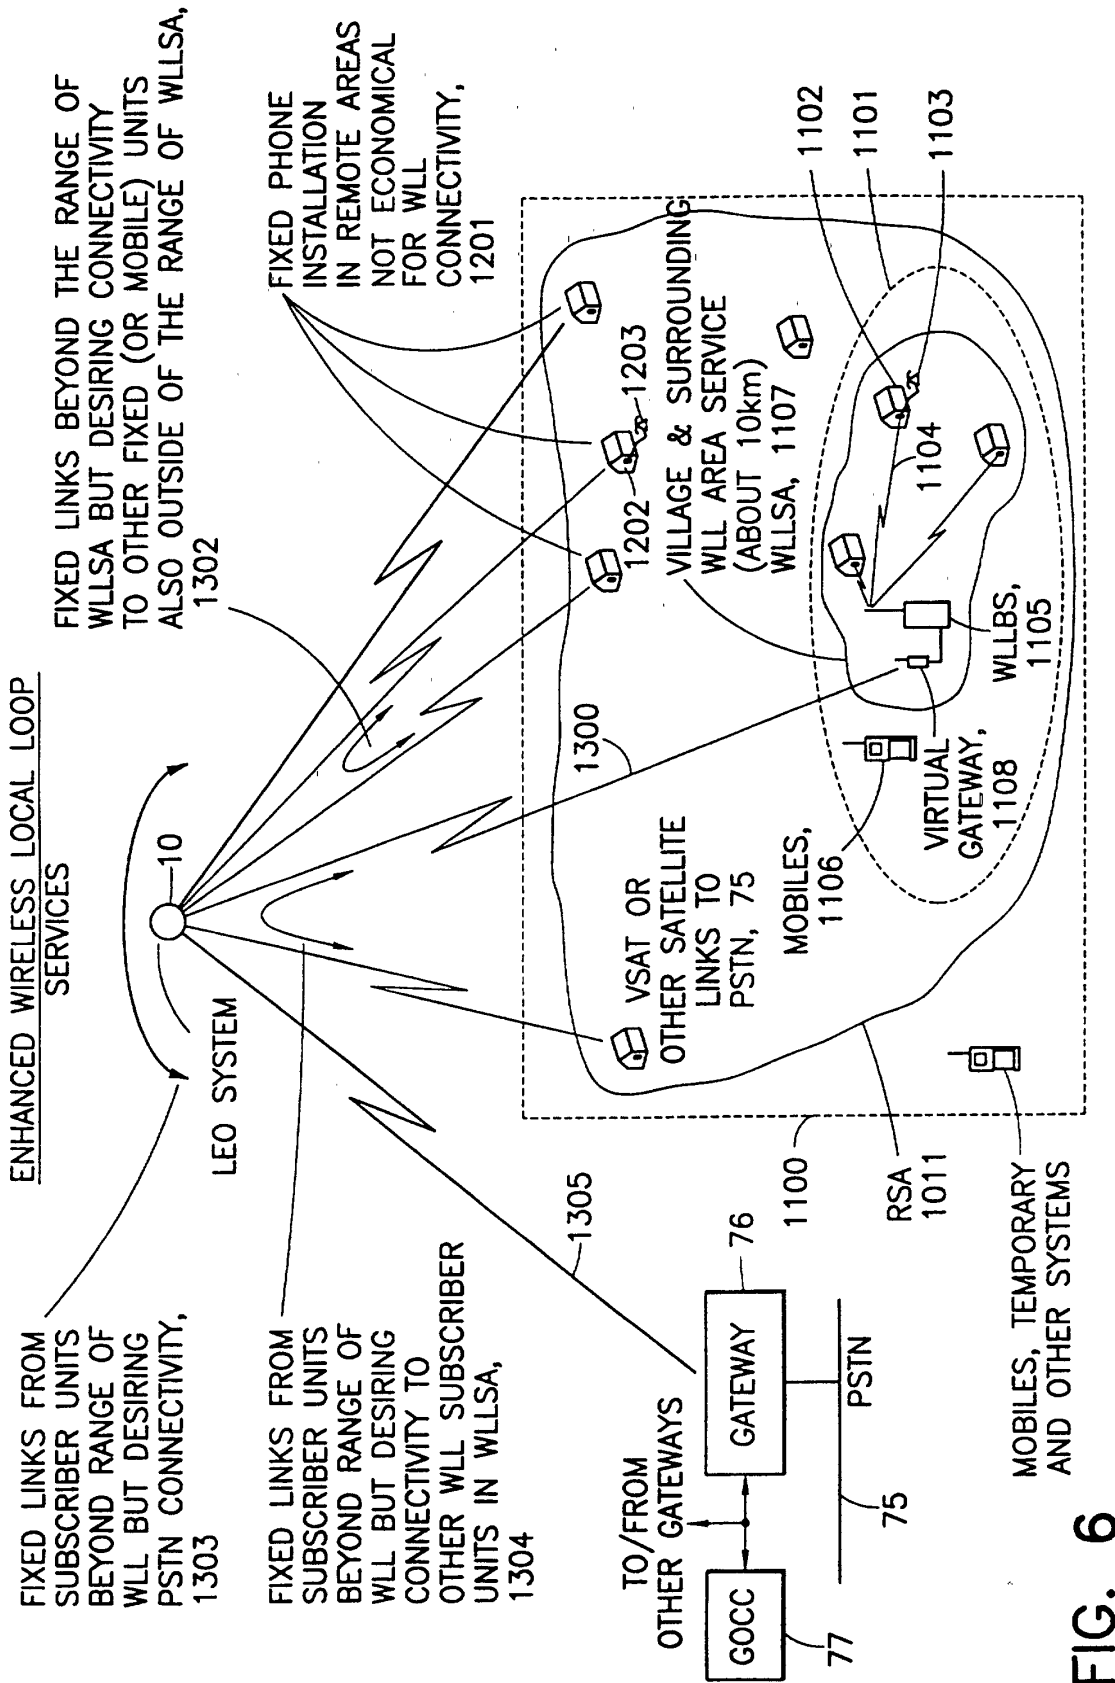 ENHANCED WIRELESS LOCAL LOOP
SERVICES
FIXED LINKS FROM
SUBSCRIBER UNITS
BEYOND RANGE OF
WLL BUT DESIRING
PSTN CONNECTIVITY,
1303
FIXED LINKS FROM
SUBSCRIBER UNITS
BEYOND RANGE OF
WLL BUT DESIRING
CONNECTIVITY TO
OTHER WLL SUBSCRIBER
UNITS IN WLLSA,
1304
LEO SYSTEM
10
FIXED LINKS BEYOND THE RANGE OF
WLLSA BUT DESIRING CONNECTIVITY
TO OTHER FIXED (OR MOBILE) UNITS
ALSO OUTSIDE OF THE RANGE OF WLLSA,
1302
FIXED PHONE
INSTALLATION
IN REMOTE AREAS
NOT ECONOMICAL
FOR WLL
CONNECTIVITY,
1201
1305
1300
1202
1203
VSAT OR
OTHER SATELLITE
LINKS TO
PSTN, 75
VILLAGE & SURROUNDING
WLL AREA SERVICE
(ABOUT 10km)
WLLSA, 1107
TO/FROM
OTHER GATEWAYS
GOCC
77
GATEWAY
76
PSTN
75
1100
RSA
1011
MOBILES,
1106
VIRTUAL
GATEWAY,
1108
WLLBS,
1105
1104
1102
1101
1103
MOBILES, TEMPORARY
AND OTHER SYSTEMS
FIG. 6